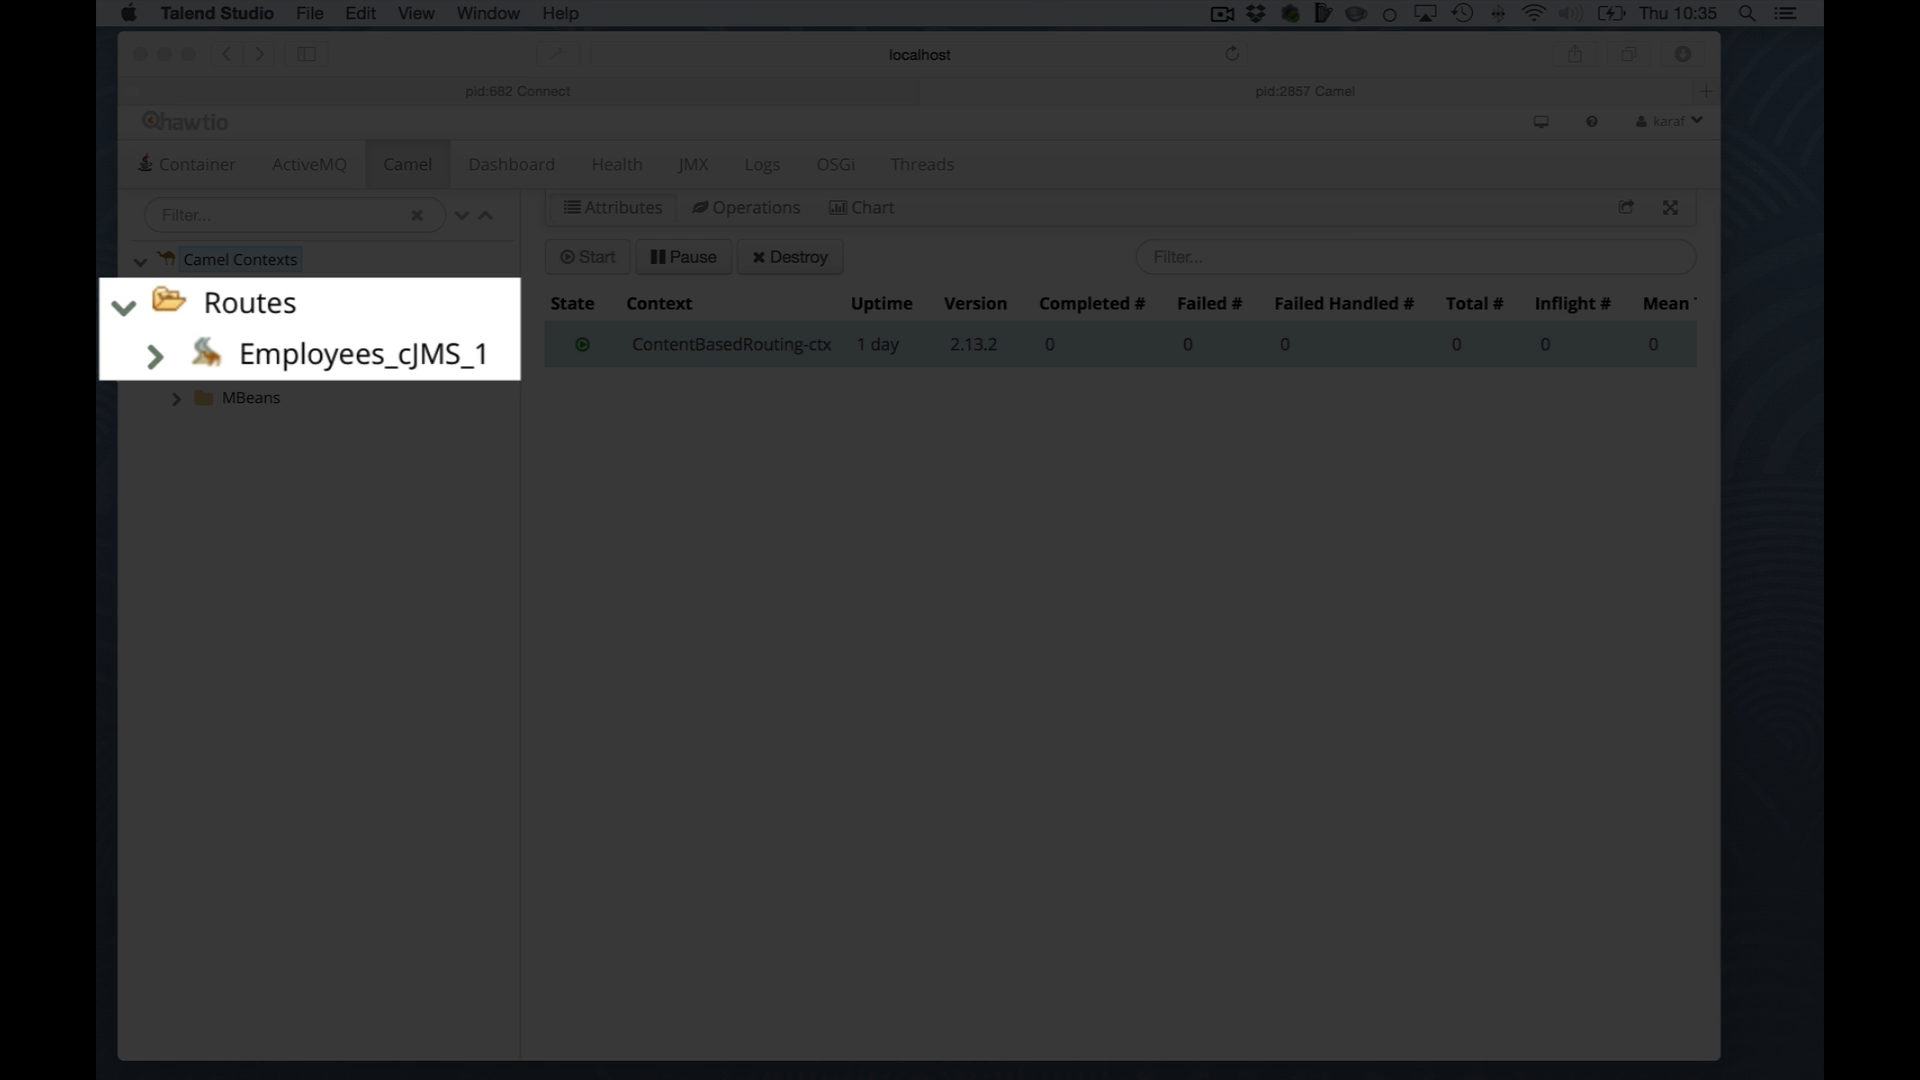 Talend Studio File Edit View Window Help Thu 10:35
localhost
pid:682 Connect pid:2857 Camel
hawtio karaf
Container ActiveMQ Camel Dashboard Health JMX Logs OSGi Threads
Filter... Attributes Operations Chart
Camel Contexts Start Pause Destroy Filter...
Routes State Context Uptime Version Completed # Failed # Failed Handled # Total # Inflight # Mean
Employees_cJMS_1 ContentBasedRouting-ctx 1 day 2.13.2 0 0 0 0 0 0
MBeans